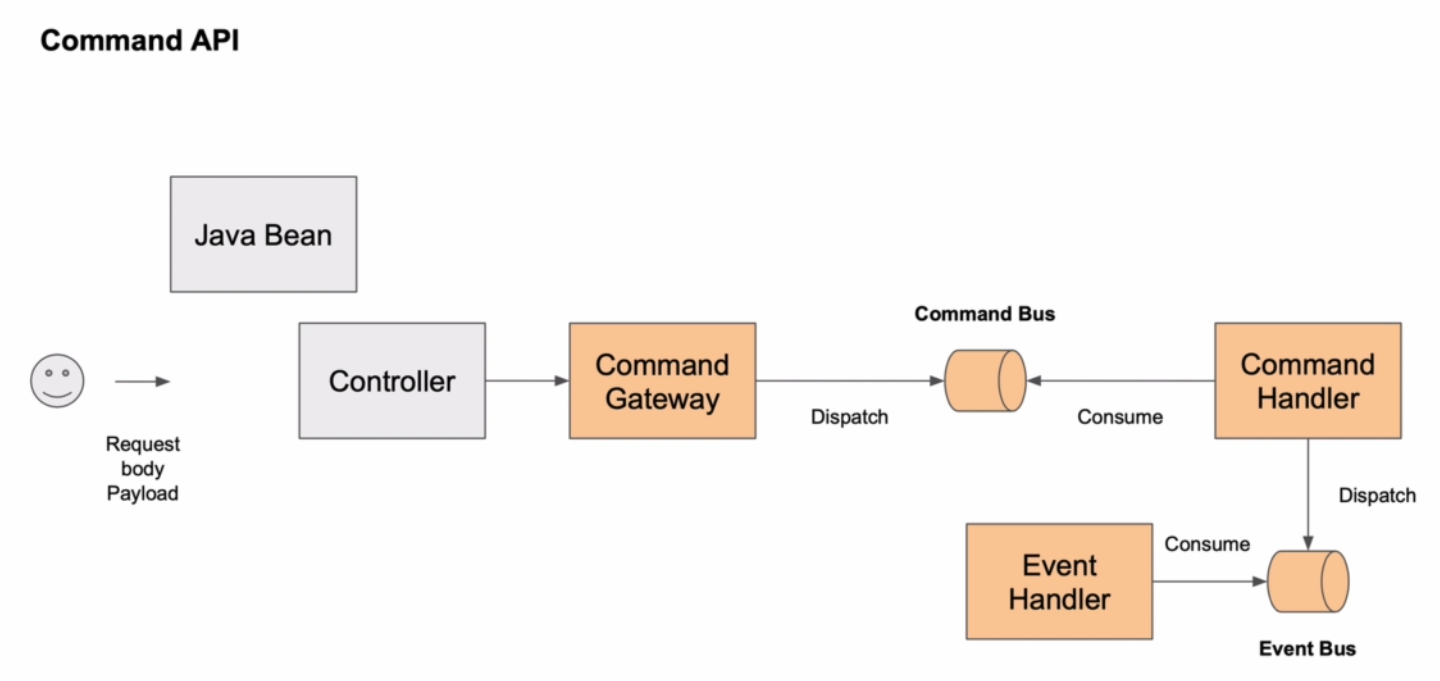 Command API
Java Bean
Request
body
Payload
Controller
Command
Gateway
Dispatch
Command Bus
Consume
Command
Handler
Dispatch
Event
Handler
Consume
Event Bus